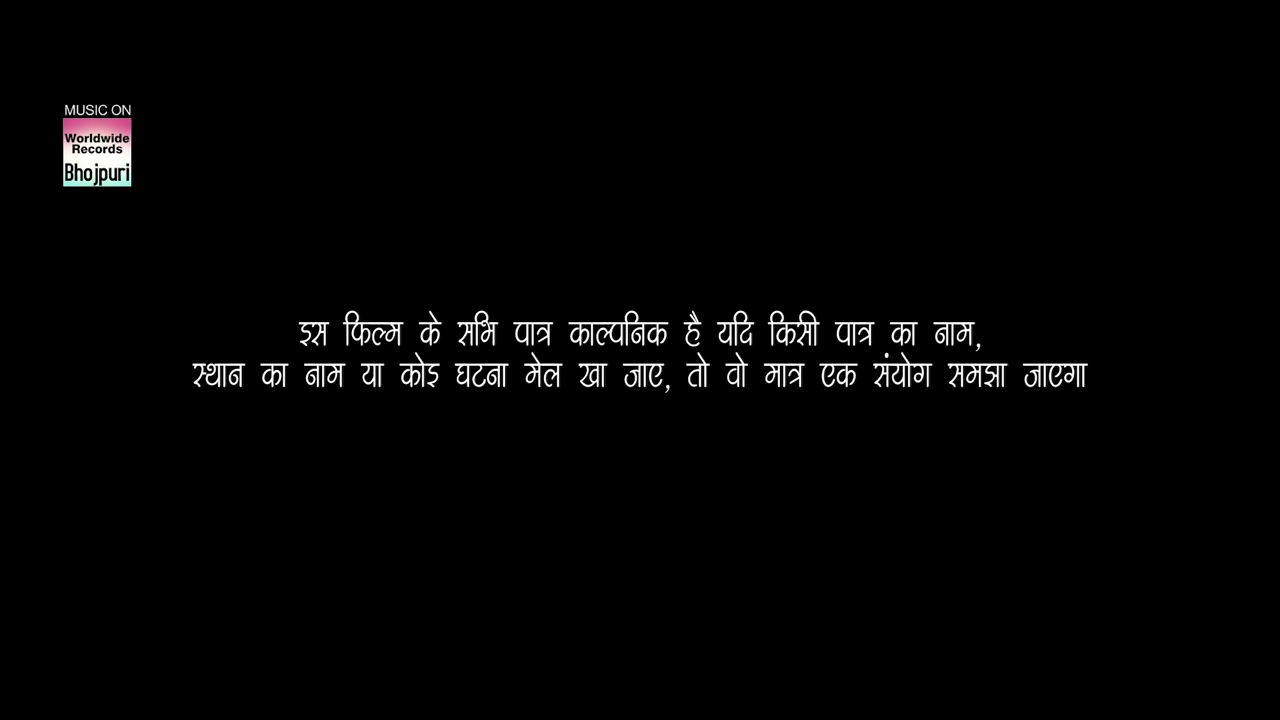 MUSIC ON
Worldwide
Records
Bhojpuri
इस फिल्म के सभि पात्र काल्पनिक है यदि किसी पात्र का नाम,
स्थान का नाम या कोइ घटना मेल खा जाए, तो वो मात्र एक संयोग समझा जाएगा